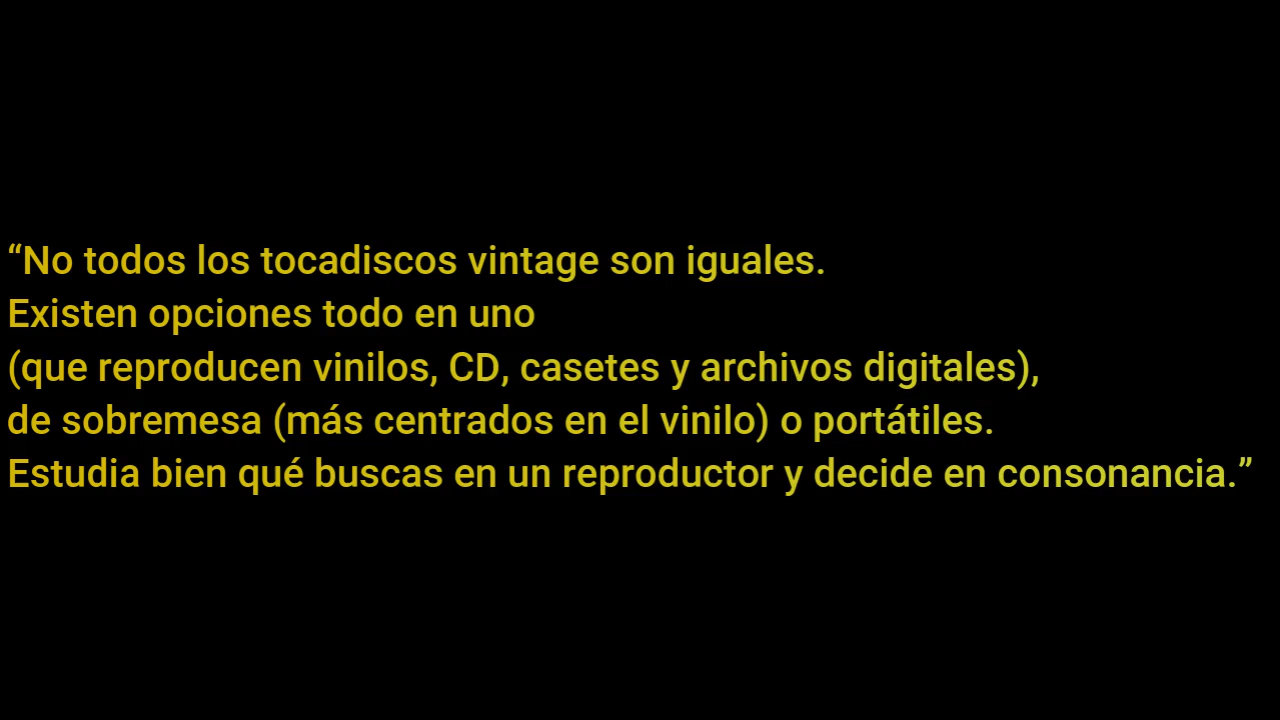 “No todos los tocadiscos vintage son iguales.
Existen opciones todo en uno
(que reproducen vinilos, CD, casetes y archivos digitales),
de sobremesa (más centrados en el vinilo) o portátiles.
Estudia bien qué buscas en un reproductor y decide en consonancia.”